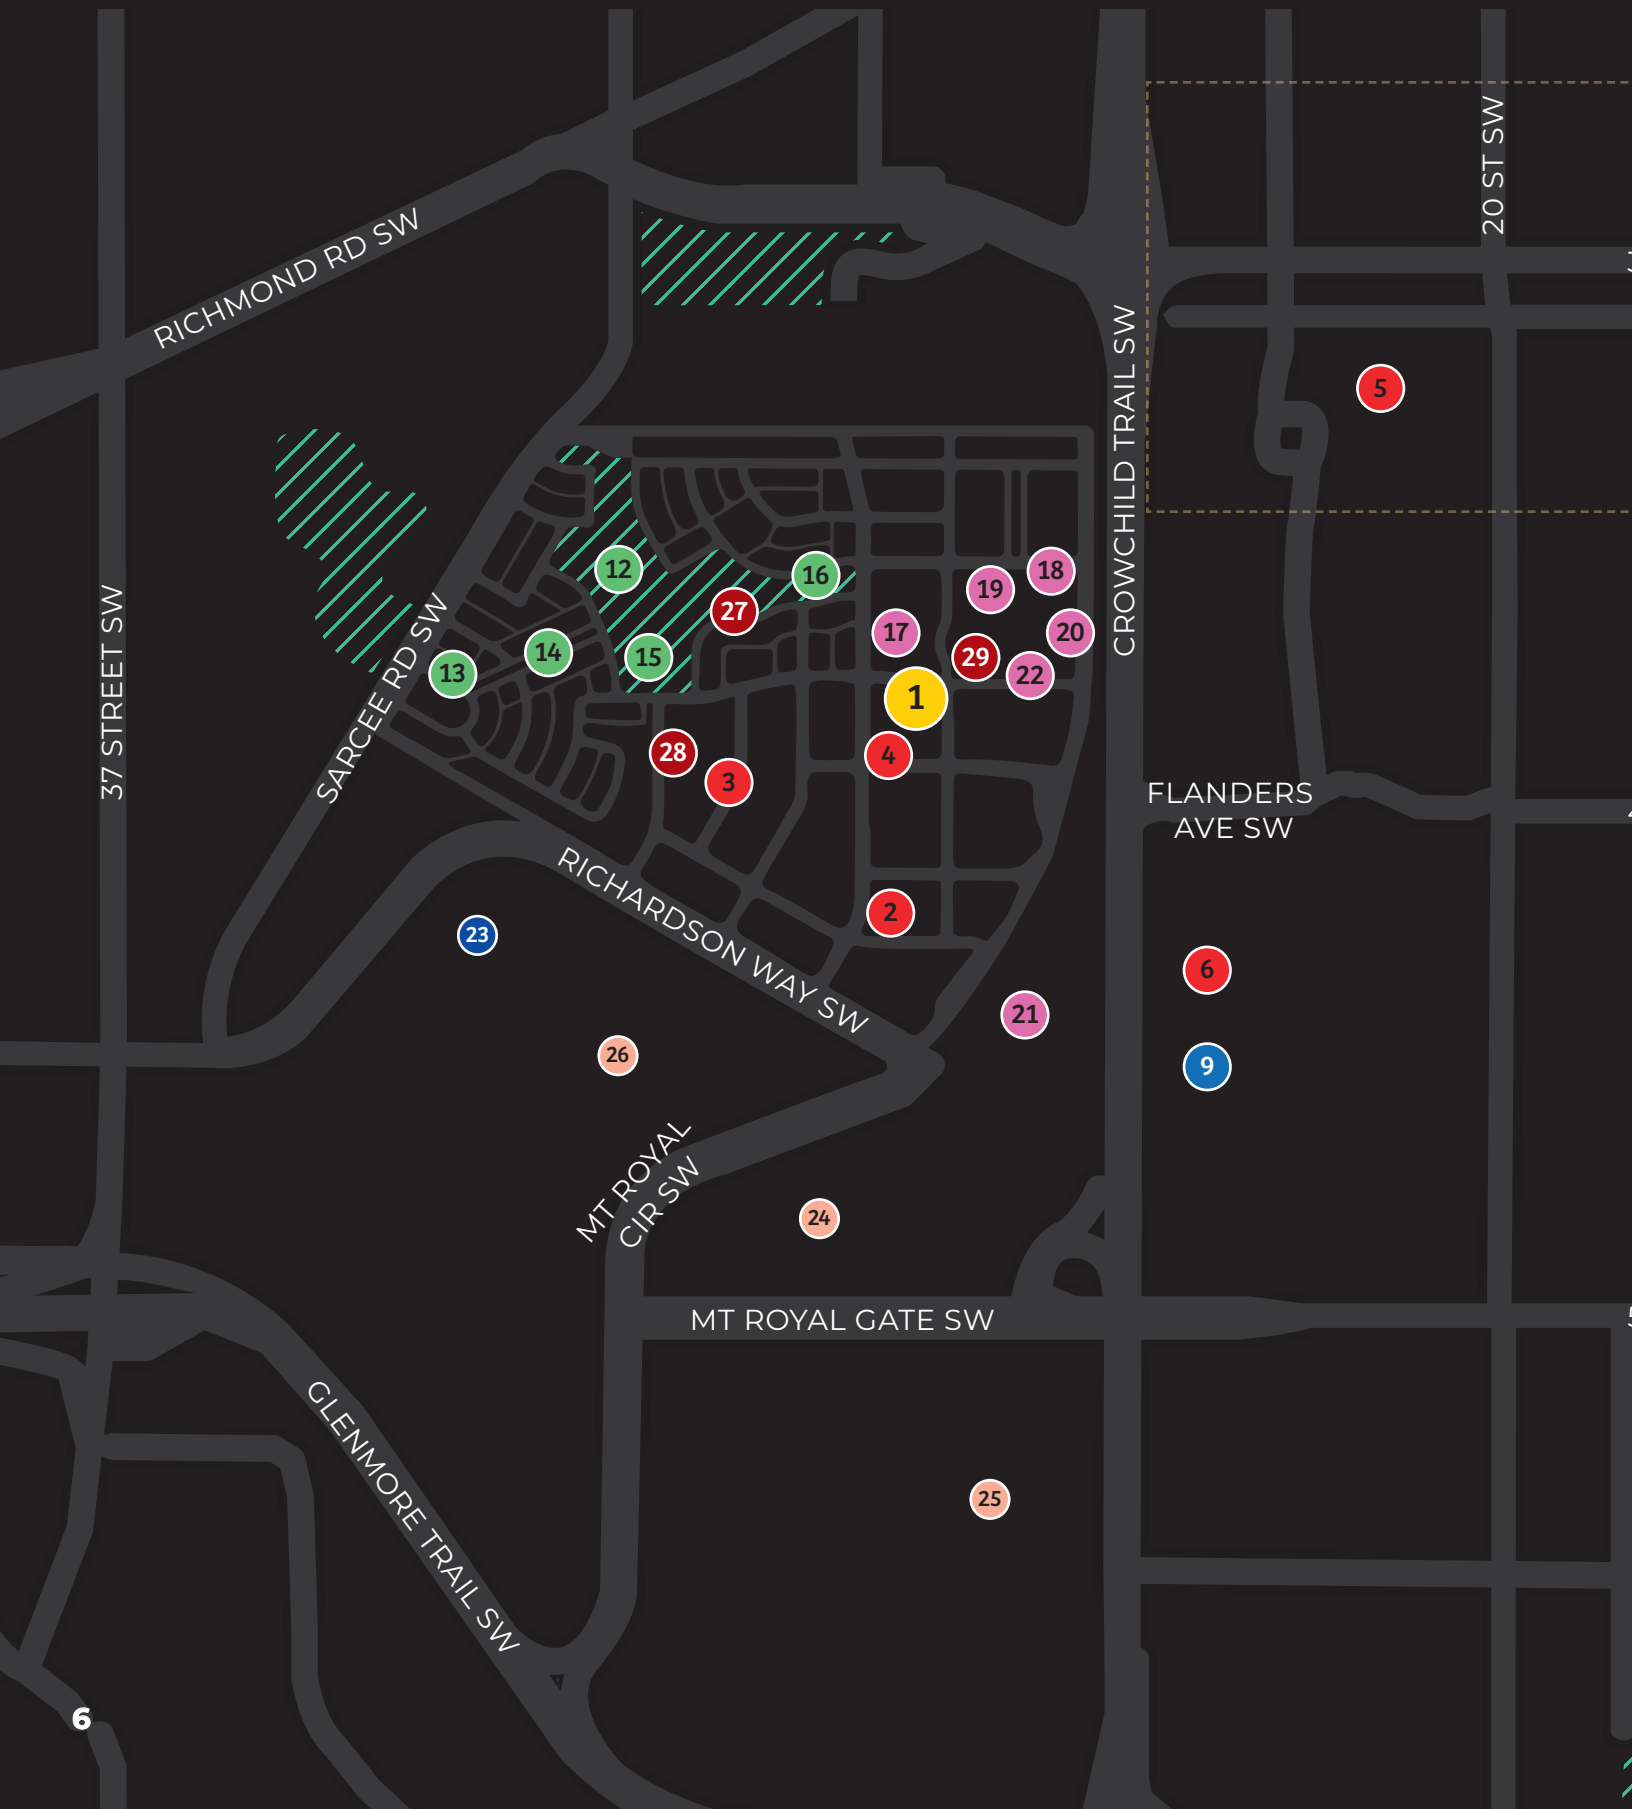 20 ST SW
RICHMOND RD SW
CROWCHILD TRAIL SW
5
12
16
18
19
27
17
20
37 STREET SW
SARCEE RD SW
13
14
15
29
22
1
28
3
4
FLANDERS
AVE SW
RICHARDSON WAY SW
2
23
6
21
26
9
MT ROYAL
CIR SW
24
MT ROYAL GATE SW
GLENMORE TRAIL SW
25
6